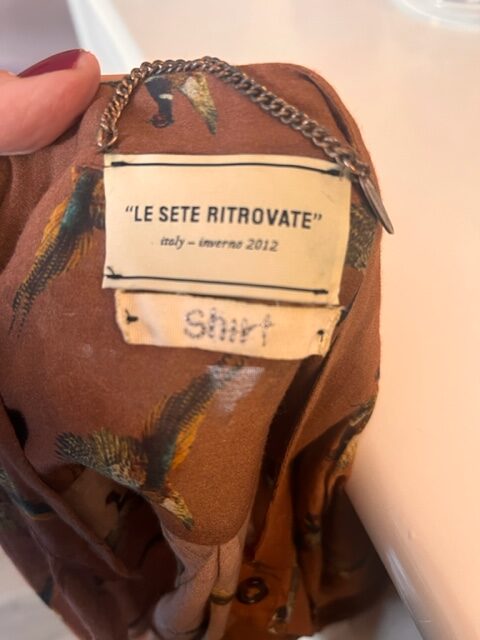 "LE SETE RITROVATE"
italy – inverno 2012
Shirt